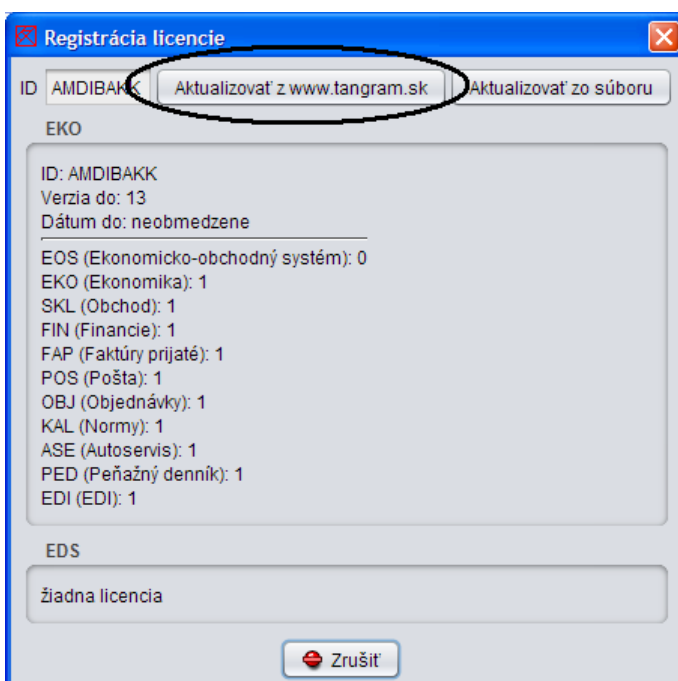 Registrácia licencie
ID AMDIBAKK Aktualizovať z www.tangram.sk Aktualizovať zo súboru
EKO
ID: AMDIBAKK
Verzia do: 13
Dátum do: neobmedzene
EOS (Ekonomicko-obchodný systém): 0
EKO (Ekonomika): 1
SKL (Obchod): 1
FIN (Financie): 1
FAP (Faktúry prijaté): 1
POS (Pošta): 1
OBJ (Objednávky): 1
KAL (Normy): 1
ASE (Autoservis): 1
PED (Peňažný denník): 1
EDI (EDI): 1
EDS
žiadna licencia
Zrušiť